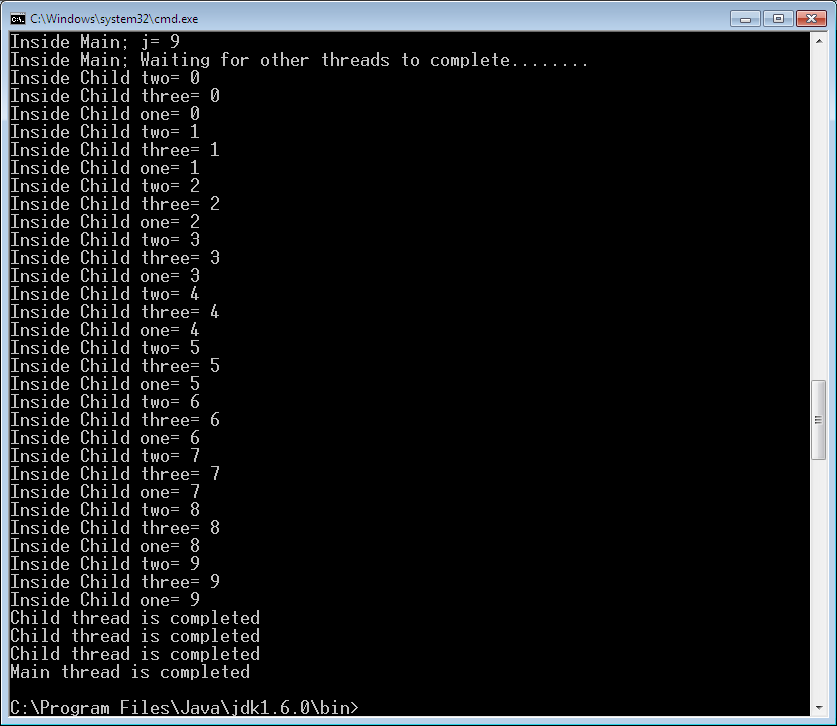 C:\Windows\system32\cmd.exe
Inside Main; j= 9
Inside Main; Waiting for other threads to complete........
Inside Child two= 0
Inside Child three= 0
Inside Child one= 0
Inside Child two= 1
Inside Child three= 1
Inside Child one= 1
Inside Child two= 2
Inside Child three= 2
Inside Child one= 2
Inside Child two= 3
Inside Child three= 3
Inside Child one= 3
Inside Child two= 4
Inside Child three= 4
Inside Child one= 4
Inside Child two= 5
Inside Child three= 5
Inside Child one= 5
Inside Child two= 6
Inside Child three= 6
Inside Child one= 6
Inside Child two= 7
Inside Child three= 7
Inside Child one= 7
Inside Child two= 8
Inside Child three= 8
Inside Child one= 8
Inside Child two= 9
Inside Child three= 9
Inside Child one= 9
Child thread is completed
Child thread is completed
Child thread is completed
Main thread is completed
C:\Program Files\Java\jdk1.6.0\bin>